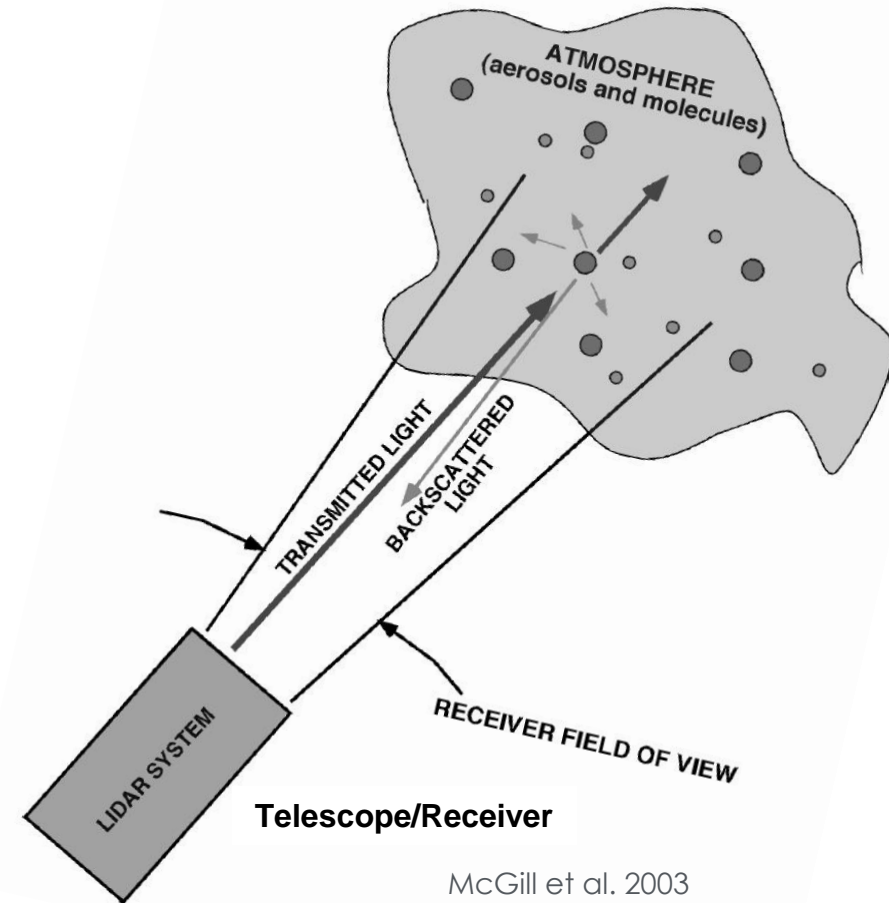 ATMOSPHERE
(aerosols and molecules)
TRANSMITTED LIGHT
BACKSCATTERED
LIGHT
RECEIVER FIELD OF VIEW
LIDAR SYSTEM
Telescope/Receiver
McGill et al. 2003